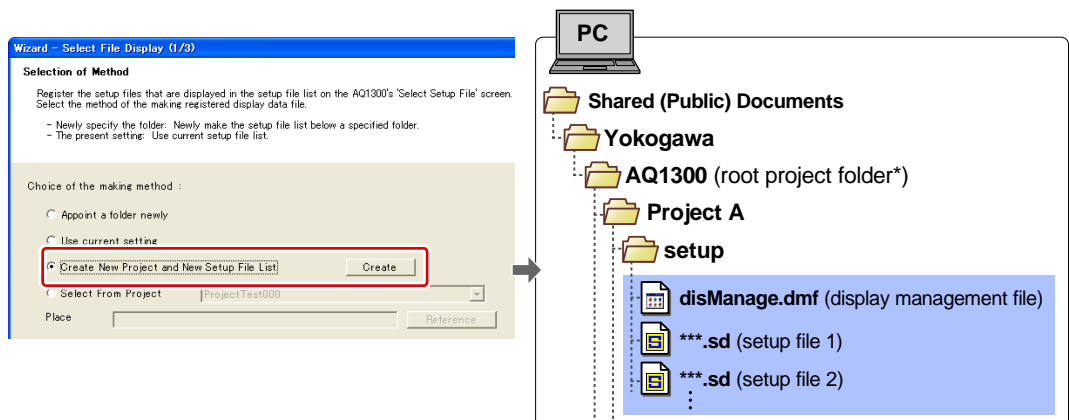 Wizard - Select File Display (1/3)
Selection of Method
Register the setup files that are displayed in the setup file list on the AQ1300's 'Select Setup File' screen.
Select the method of the making registered display data file.
- Newly specify the folder: Newly make the setup file list below a specified folder.
- The present setting: Use current setup file list.
Choice of the making method :
Appoint a folder newly
Use current setting
Create New Project and New Setup File List Create
Select From Project ProjectTest000
Place Reference
PC
Shared (Public) Documents
Yokogawa
AQ1300 (root project folder*)
Project A
setup
disManage.dmf (display management file)
***.sd (setup file 1)
***.sd (setup file 2)